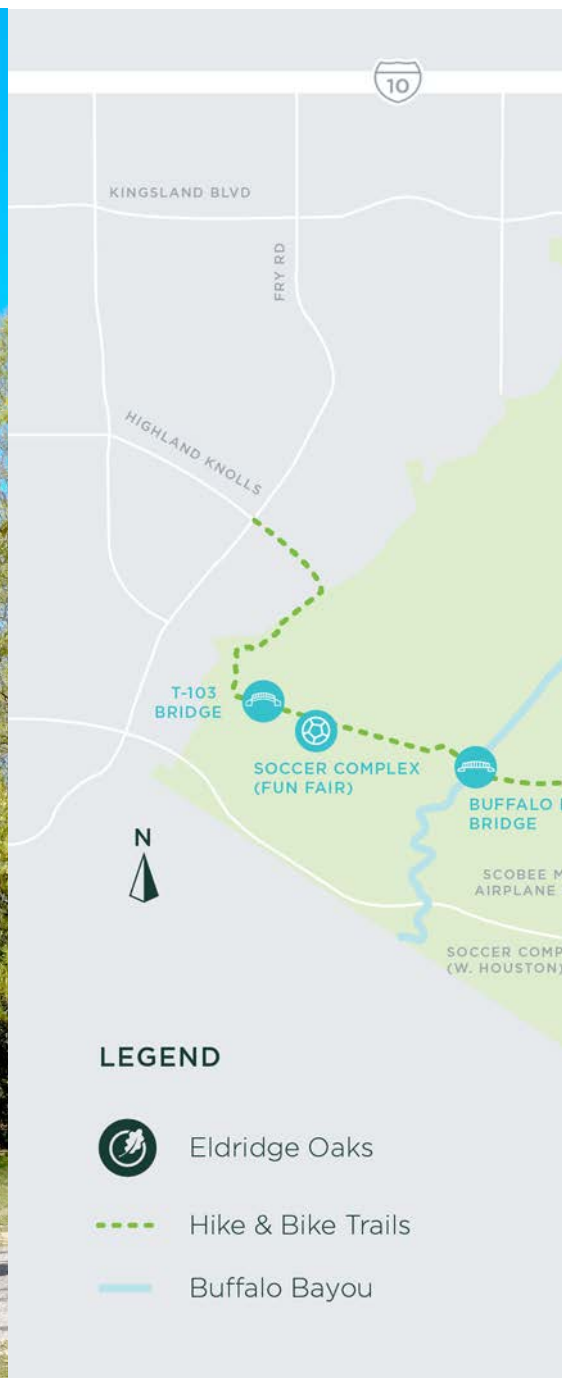 10
KINGSLAND BLVD
FRY RD
HIGHLAND KNOLLS
T-103
BRIDGE
SOCCER COMPLEX
(FUN FAIR)
BUFFALO
BRIDGE
N
SCOBEE M
AIRPLANE
SOCCER COMP
(W. HOUSTON)
LEGEND
Eldridge Oaks
Hike & Bike Trails
Buffalo Bayou